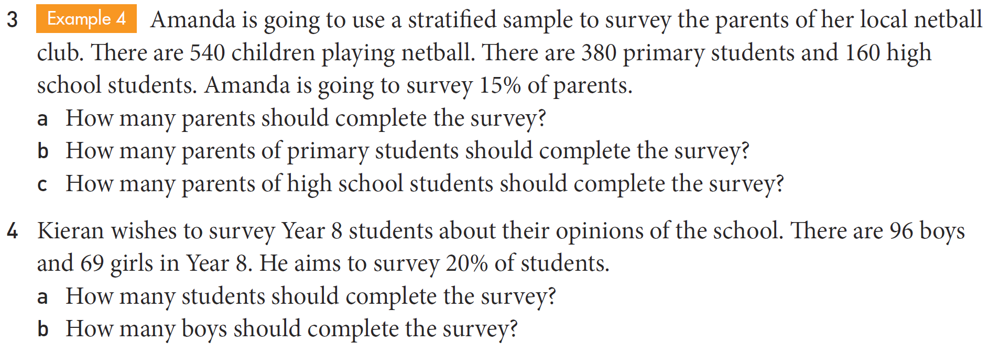 3 Example 4 Amanda is going to use a stratified sample to survey the parents of her local netball
club. There are 540 children playing netball. There are 380 primary students and 160 high
school students. Amanda is going to survey 15% of parents.
a How many parents should complete the survey?
b How many parents of primary students should complete the survey?
c How many parents of high school students should complete the survey?
4 Kieran wishes to survey Year 8 students about their opinions of the school. There are 96 boys
and 69 girls in Year 8. He aims to survey 20% of students.
a How many students should complete the survey?
b How many boys should complete the survey?